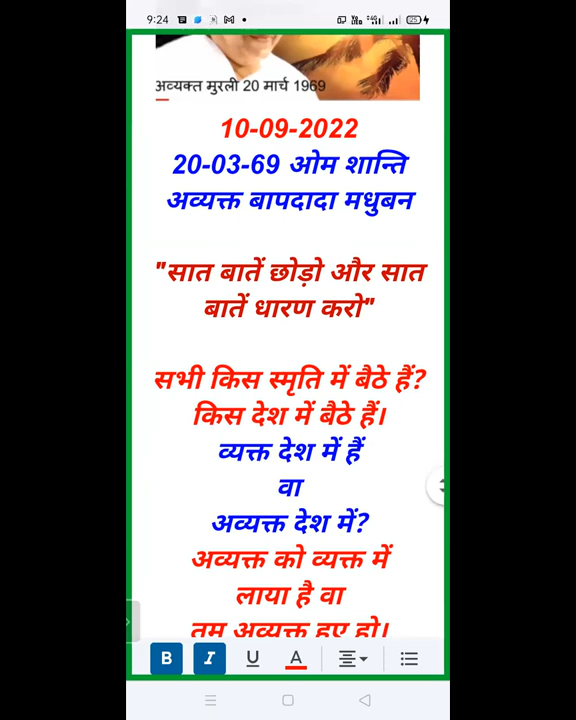 9:24
25
अव्यक्त मुरली 20 मार्च 1969
10-09-2022
20-03-69 ओम शान्ति
अव्यक्त बापदादा मधुबन
"सात बातें छोड़ो और सात
बातें धारण करो"
सभी किस स्मृति में बैठे हैं?
किस देश में बैठे हैं।
व्यक्त देश में हैं
वा
अव्यक्त देश में?
अव्यक्त को व्यक्त में
लाया है वा
तुम अव्यक्त हुए हो।
B I U A